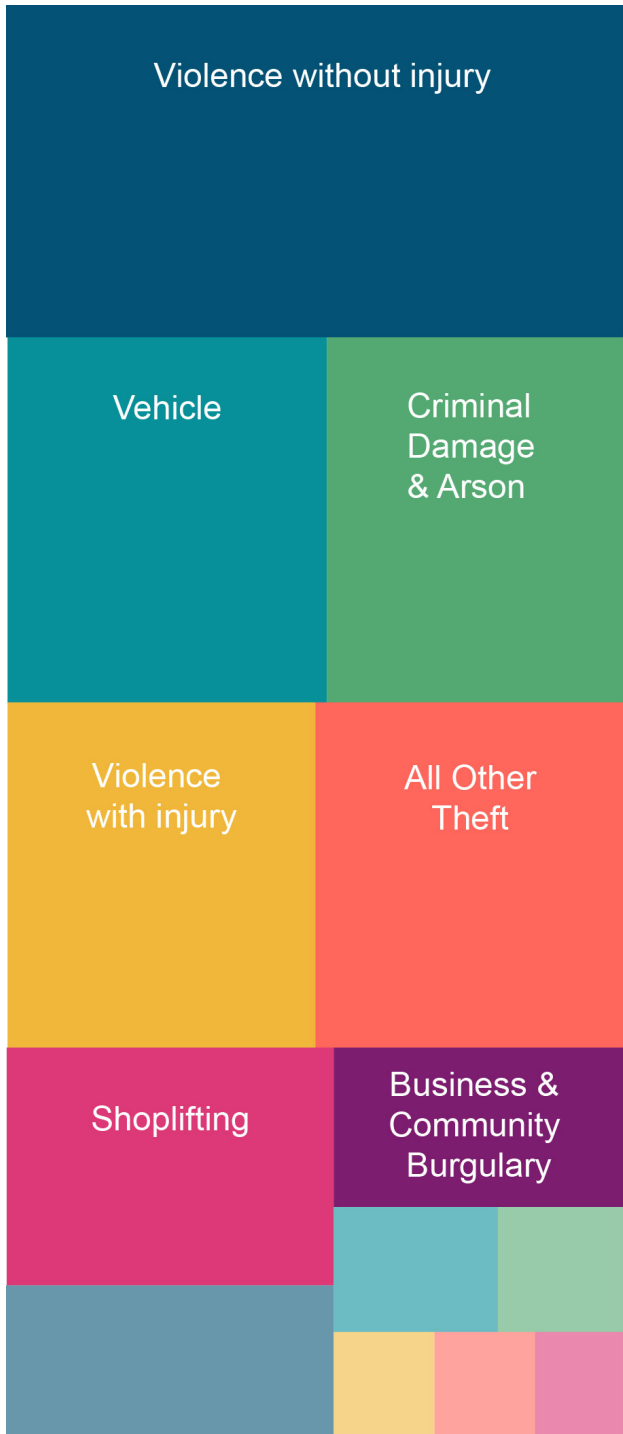 Violence without injury
Vehicle
Criminal
Damage
& Arson
Violence
with injury
All Other
Theft
Shoplifting
Business &
Community
Burgulary